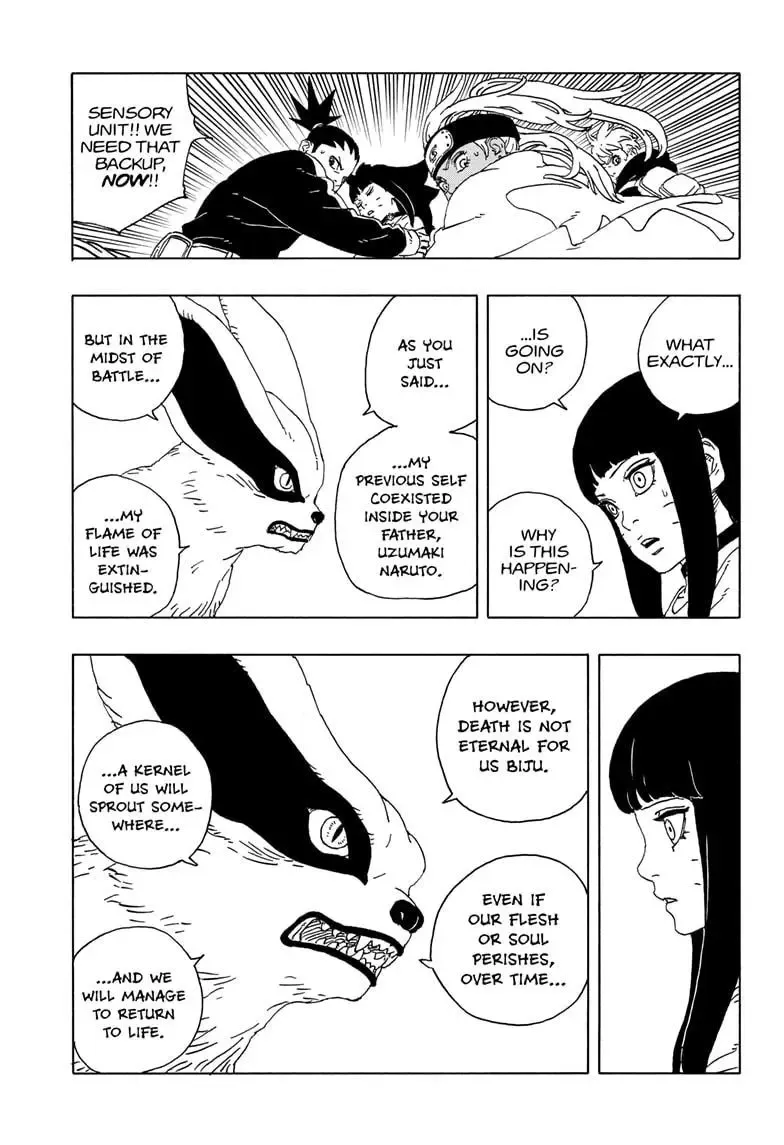 SENSORY
UNIT!! WE
NEED THAT
BACKUP,
NOW!!
WHAT
EXACTLY...
...IS
GOING
ON?
WHY
IS THIS
HAPPEN-
ING?
AS YOU
JUST
SAID...
...MY
PREVIOUS SELF
COEXISTED
INSIDE YOUR
FATHER,
UZUMAKI
NARUTO.
BUT IN THE
MIDST OF
BATTLE...
...MY
FLAME OF
LIFE WAS
EXTIN-
GUISHED.
HOWEVER,
DEATH IS NOT
ETERNAL FOR
US BIJU.
EVEN IF
OUR FLESH
OR SOUL
PERISHES,
OVER TIME...
...A KERNEL
OF US WILL
SPROUT SOME-
WHERE...
...AND WE
WILL MANAGE
TO RETURN
TO LIFE.